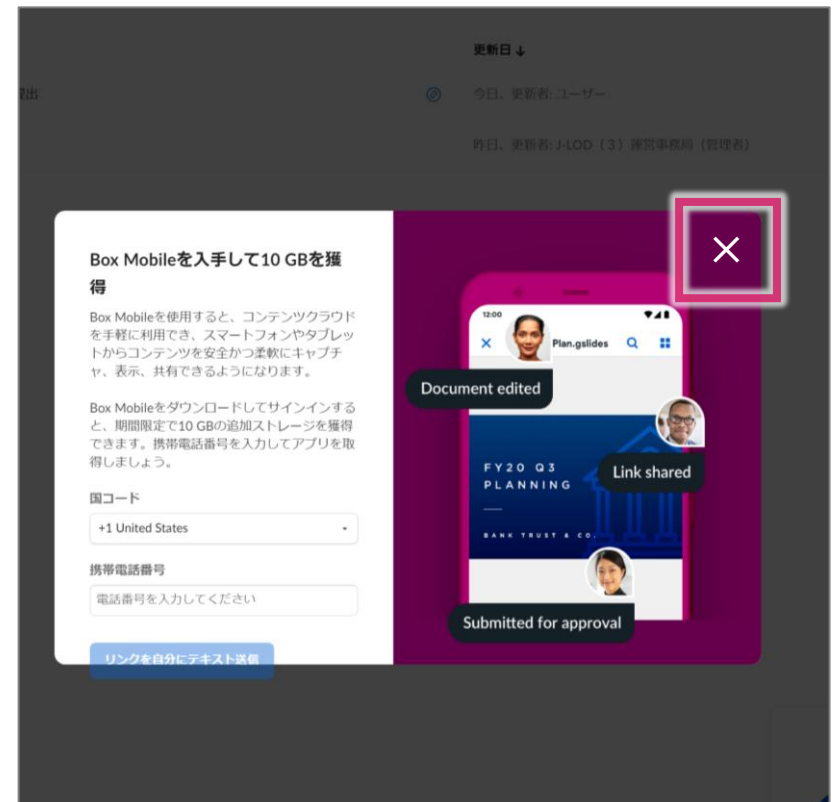 更新日↓
今日、更新者: ユーザー
昨日、更新者: J-LOD（3）運営事務局（管理者）
Box Mobileを入手して10 GBを獲
得
Box Mobileを使用すると、コンテンツクラウド
を手軽に利用でき、スマートフォンやタブレッ
トからコンテンツを安全かつ柔軟にキャプチ
ャ、表示、共有できるようになります。
Box Mobileをダウンロードしてサインインする
と、期間限定で10 GBの追加ストレージを獲得
できます。携帯電話番号を入力してアプリを取
得しましょう。
国コード
+1 United States
携帯電話番号
電話番号を入力してください
リンクを自分にテキスト送信
12:00
Plan.gslides
Document edited
FY20 Q3
PLANNING
Link shared
BANK TRUST & CO.
Submitted for approval